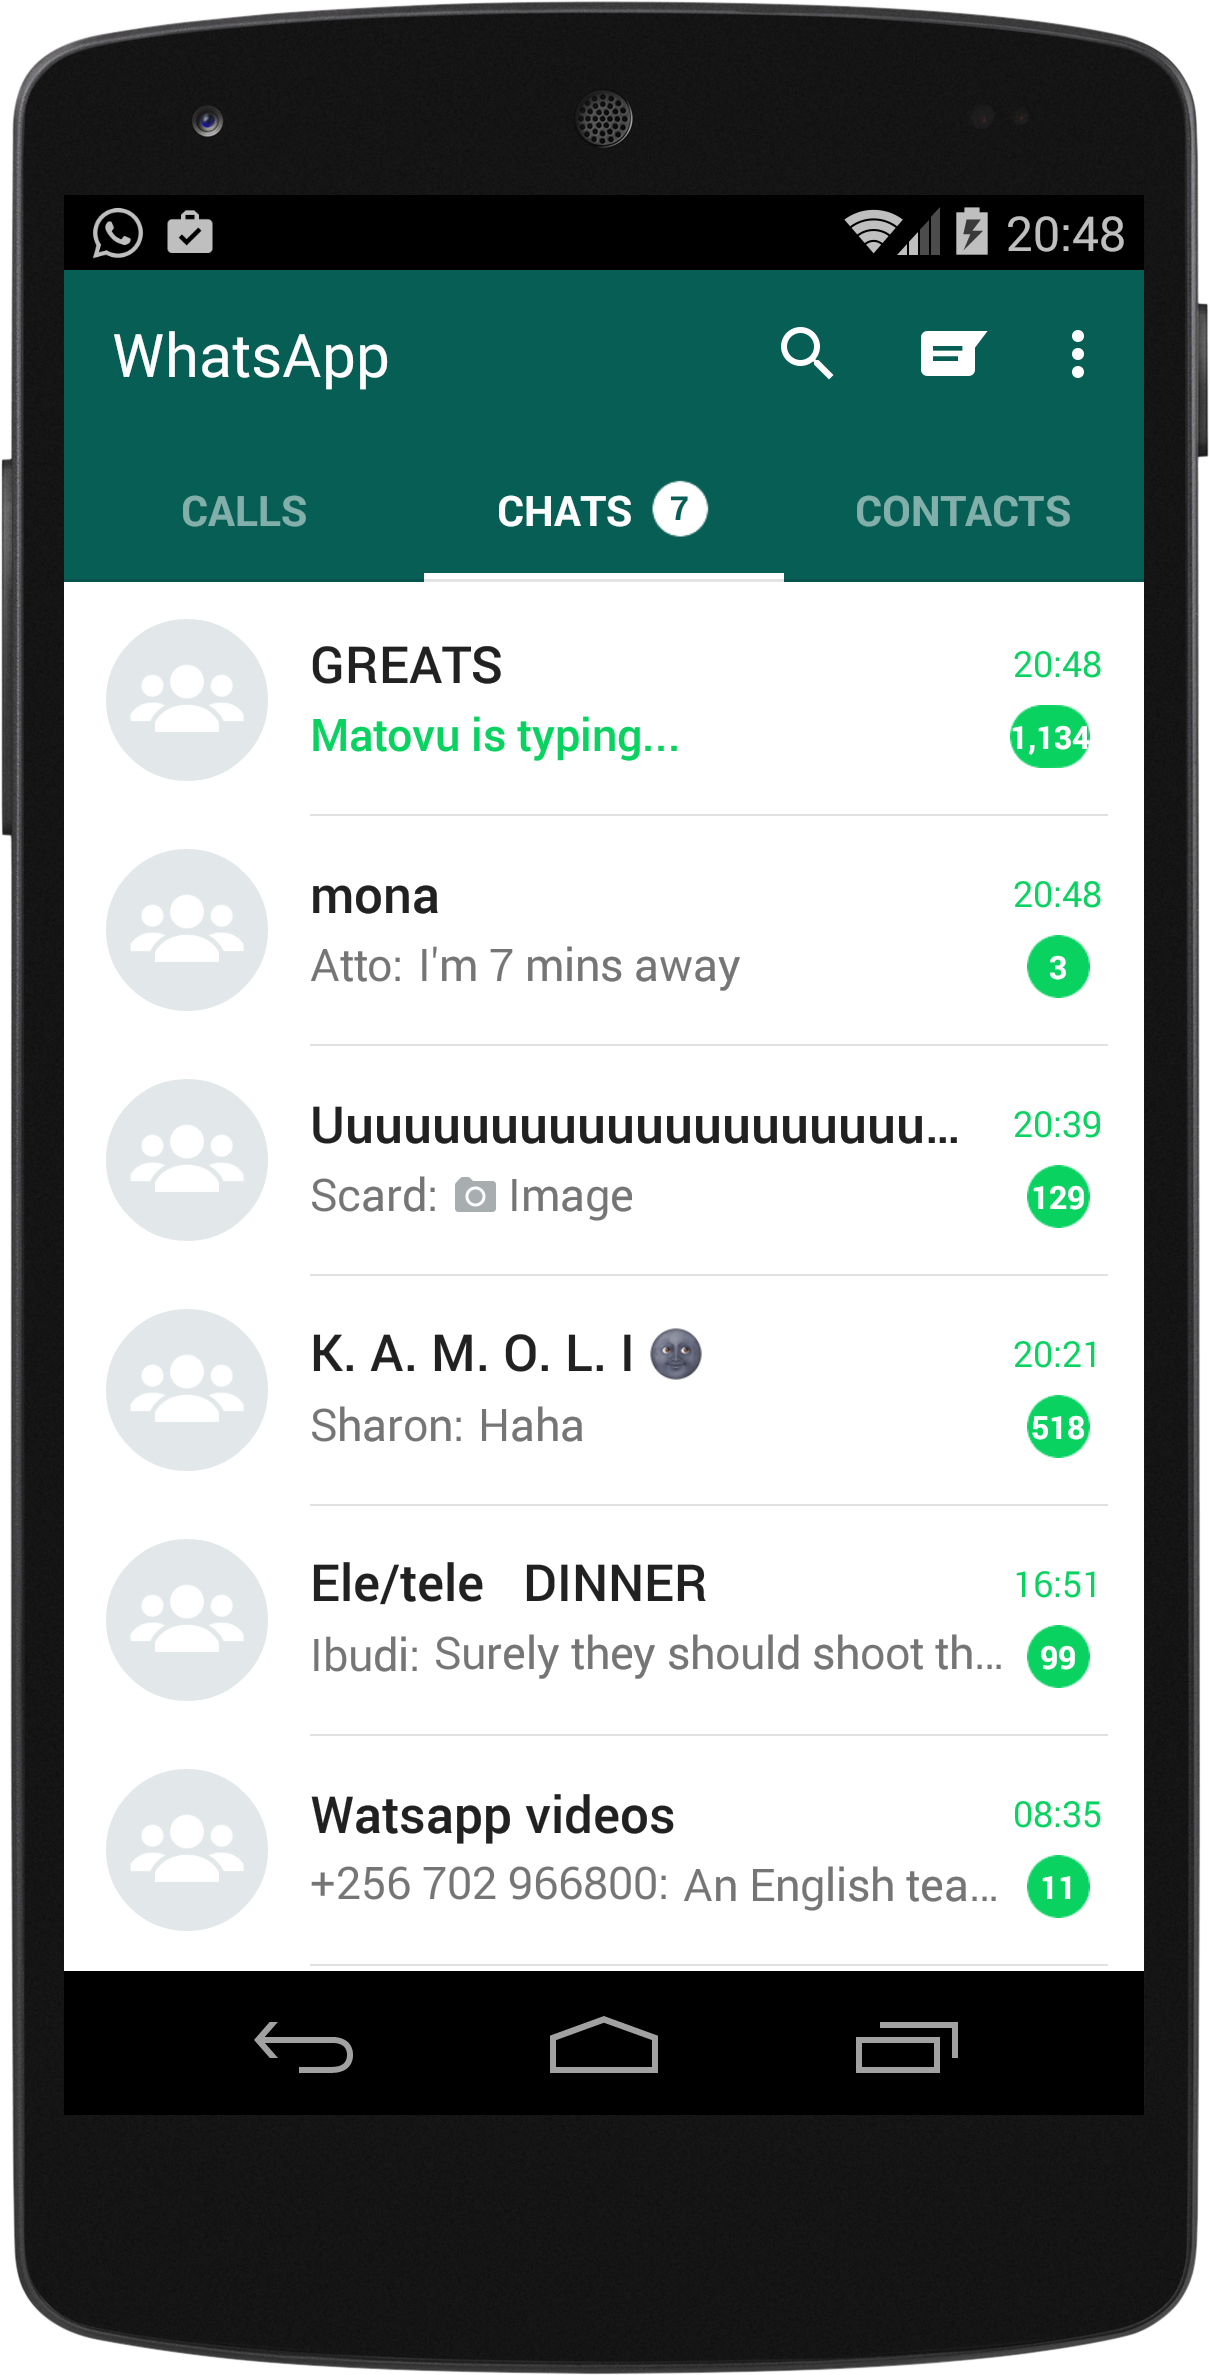 20:48
WhatsApp
CALLS CHATS 7 CONTACTS
GREATS 20:48
Matovu is typing... 1,134
mona 20:48
Atto: I'm 7 mins away 3
Uuuuuuuuuuuuuuuuuuuuuu... 20:39
Scard: Image 129
K. A. M. O. L. I 🌚 20:21
Sharon: Haha 518
Ele/tele DINNER 16:51
Ibudi: Surely they should shoot th... 99
Watsapp videos 08:35
+256 702 966800: An English tea... 11